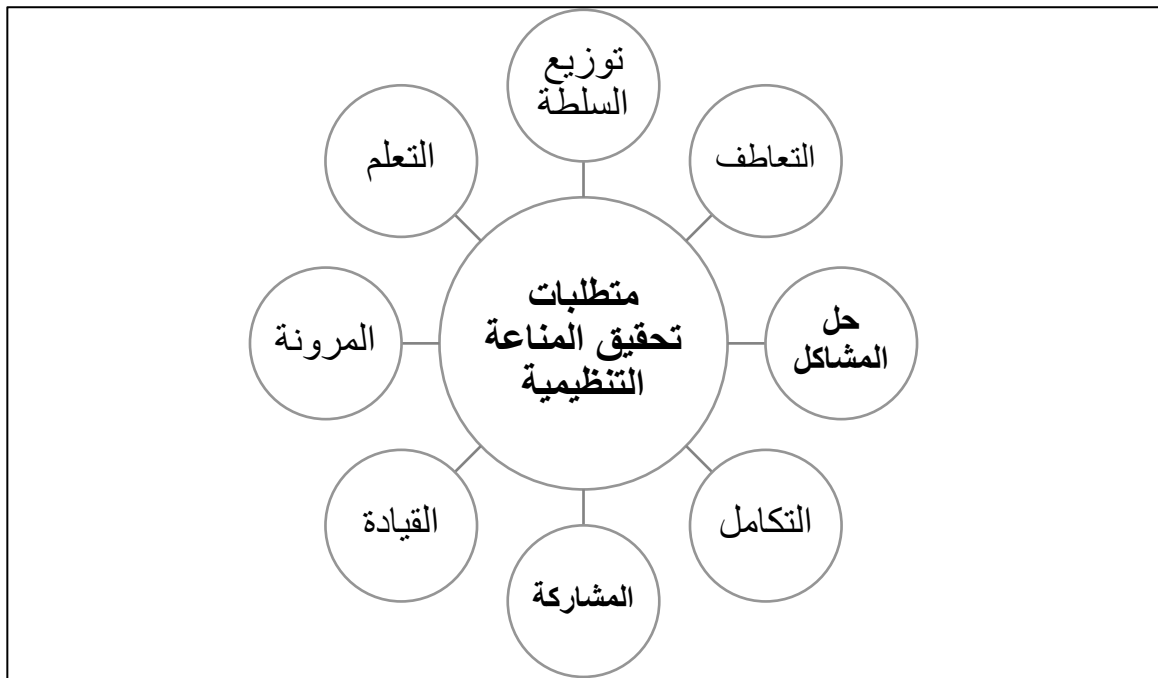 توزيع
السلطة
التعاطف
حل
المشاكل
التكامل
المشاركة
القيادة
المرونة
التعلم
متطلبات
تحقيق المناعة
التنظيمية